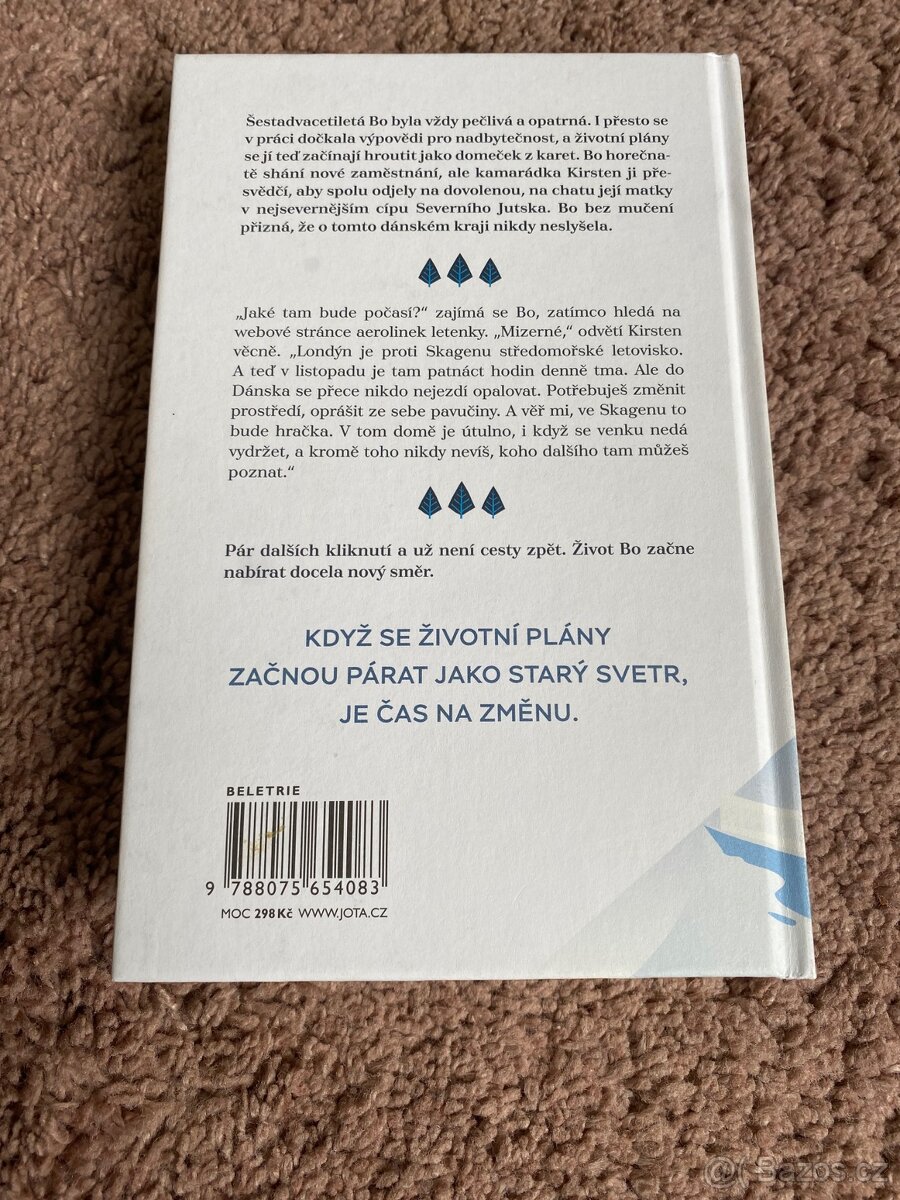 Šestadvacetiletá Bo byla vždy pečlivá a opatrná. I přesto se
v práci dočkala výpovědi pro nadbytečnost, a životní plány
se jí teď začínají hroutit jako domeček z karet. Bo horečna-
tě shání nové zaměstnání, ale kamarádka Kirsten ji pře-
svědčí, aby spolu odjely na dovolenou, na chatu její matky
v nejsevernějším cípu Severního Jutska. Bo bez mučení
přizná, že o tomto dánském kraji nikdy neslyšela.
„Jaké tam bude počasí?“ zajímá se Bo, zatímco hledá na
webové stránce aerolinek letenky. „Mizerné,“ odvětí Kirsten
věcně. „Londýn je proti Skagenu středomořské letovisko.
A teď v listopadu je tam patnáct hodin denně tma. Ale do
Dánska se přece nikdo nejezdí opalovat. Potřebuješ změnit
prostředí, oprášit ze sebe pavučiny. A věř mi, ve Skagenu to
bude hračka. V tom domě je útulno, i když se venku nedá
vydržet, a kromě toho nikdy nevíš, koho dalšího tam můžeš
poznat.“
Pár dalších kliknutí a už není cesty zpět. Život Bo začne
nabírat docela nový směr.
KDYŽ SE ŽIVOTNÍ PLÁNY
ZAČNOU PÁRAT JAKO STARÝ SVETR,
JE ČAS NA ZMĚNU.
BELETRIE
9 788075 654083
MOC 298 Kč WWW.JOTA.CZ
@ Bazos.cz